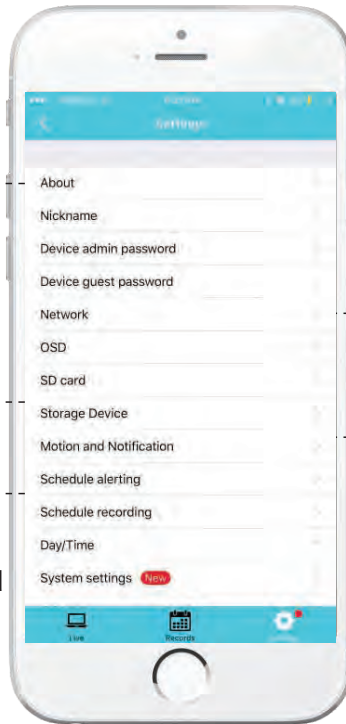 Settings
About
Nickname
Device admin password
Device guest password
Network
OSD
SD card
Storage Device
Motion and Notification
Schedule alerting
Schedule recording
Day/Time
System settings New
Live Records